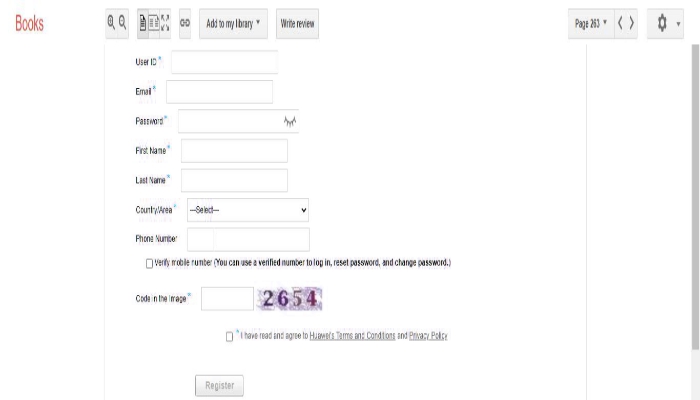 Books
Add to my library
Write review
Page 263
User ID *
Email *
Password *
First Name *
Last Name *
Country/Area * ---Select---
Phone Number
Verify mobile number (You can use a verified number to log in, reset password, and change password.)
Code in the Image * 2654
* I have read and agree to Huawei's Terms and Conditions and Privacy Policy
Register